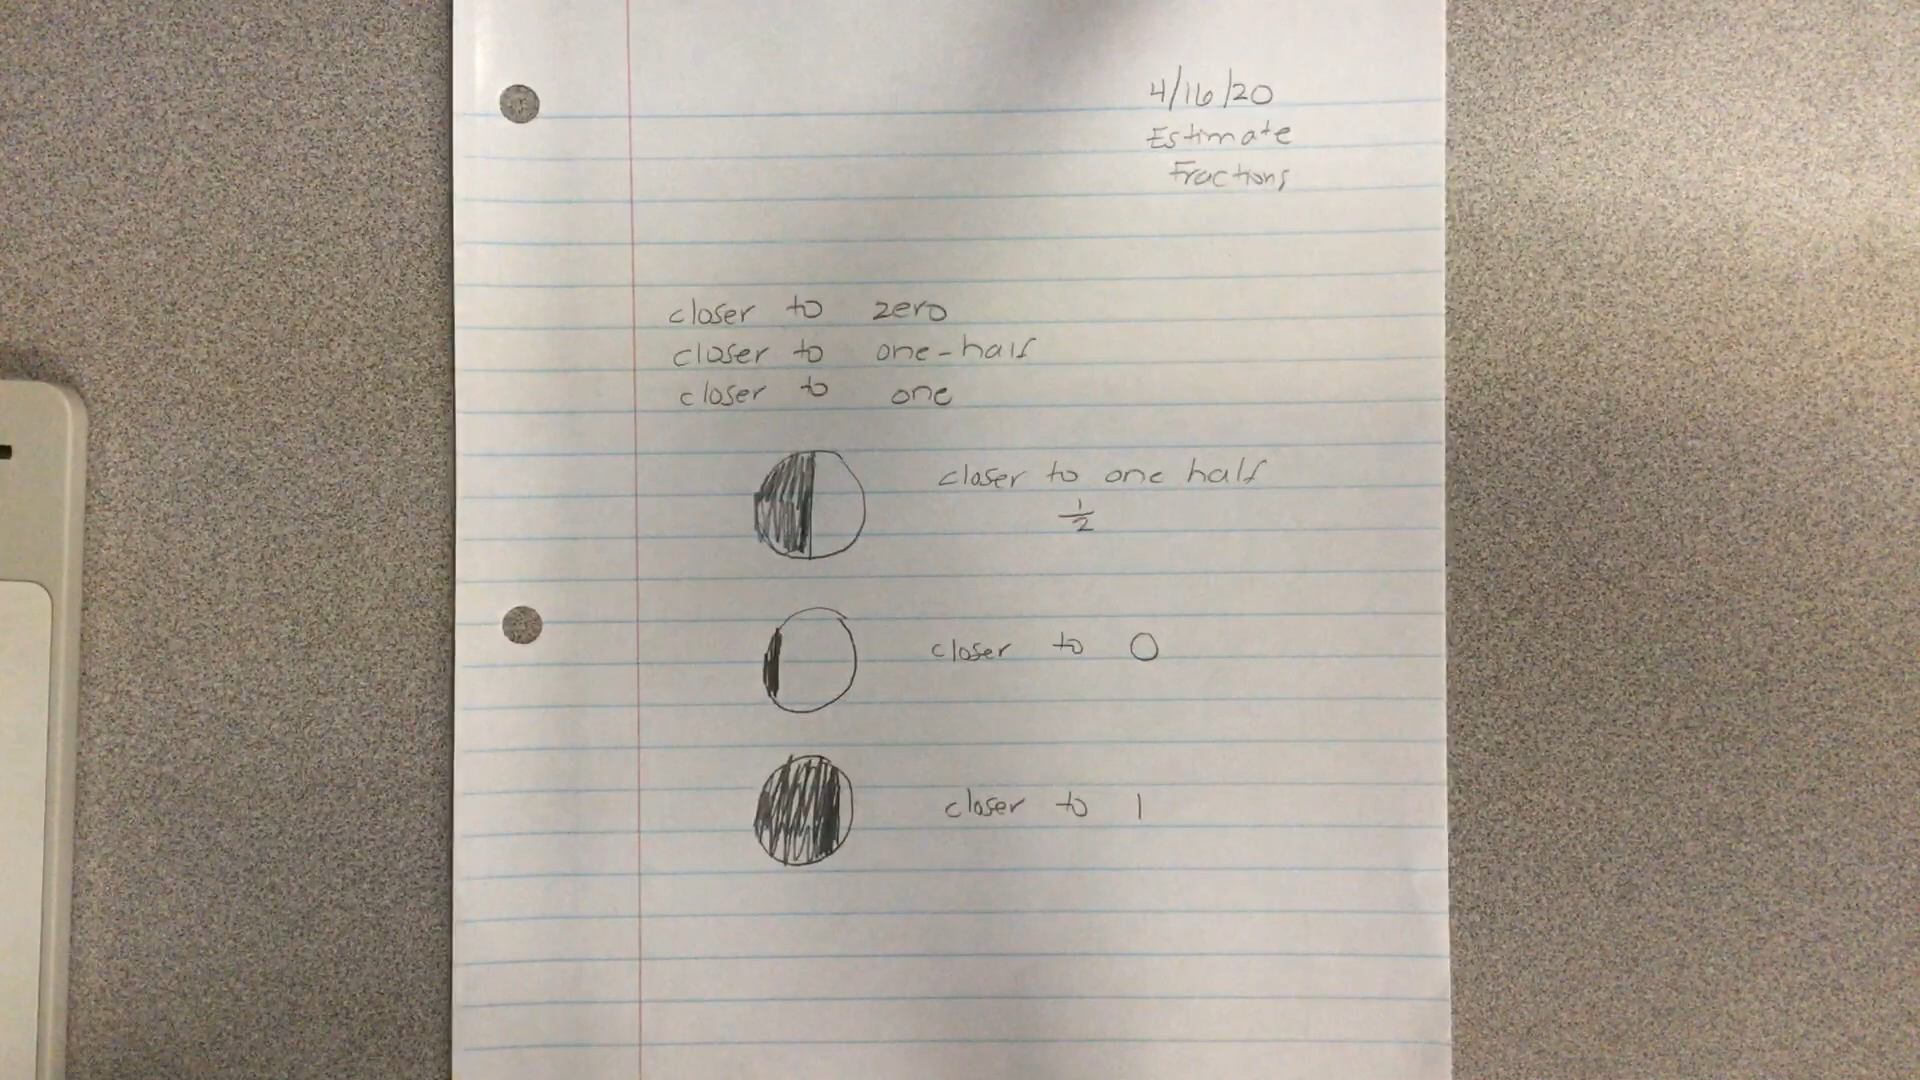 4/16/20
Estimate
Fractions
closer to zero
closer to one-half
closer to one
closer to one half
1/2
closer to 0
closer to 1